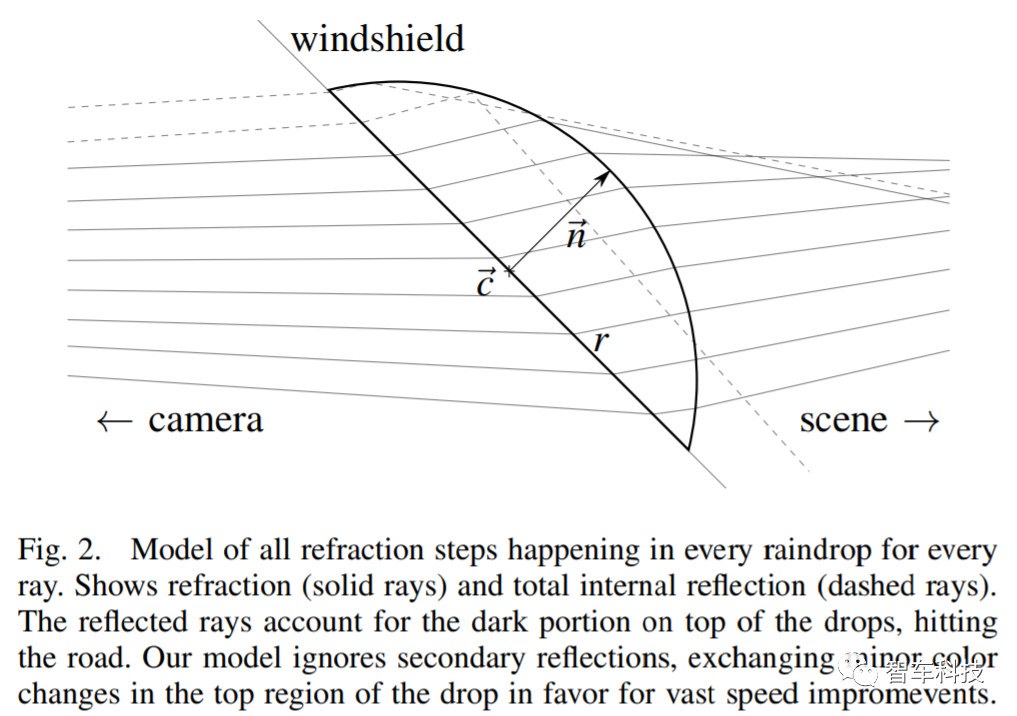 windshield
n
c
r
← camera
scene →
Fig. 2. Model of all refraction steps happening in every raindrop for every
ray. Shows refraction (solid rays) and total internal reflection (dashed rays).
The reflected rays account for the dark portion on top of the drops, hitting
the road. Our model ignores secondary reflections, exchanging minor color
changes in the top region of the drop in favor for vast speed impromevents.
智车科技